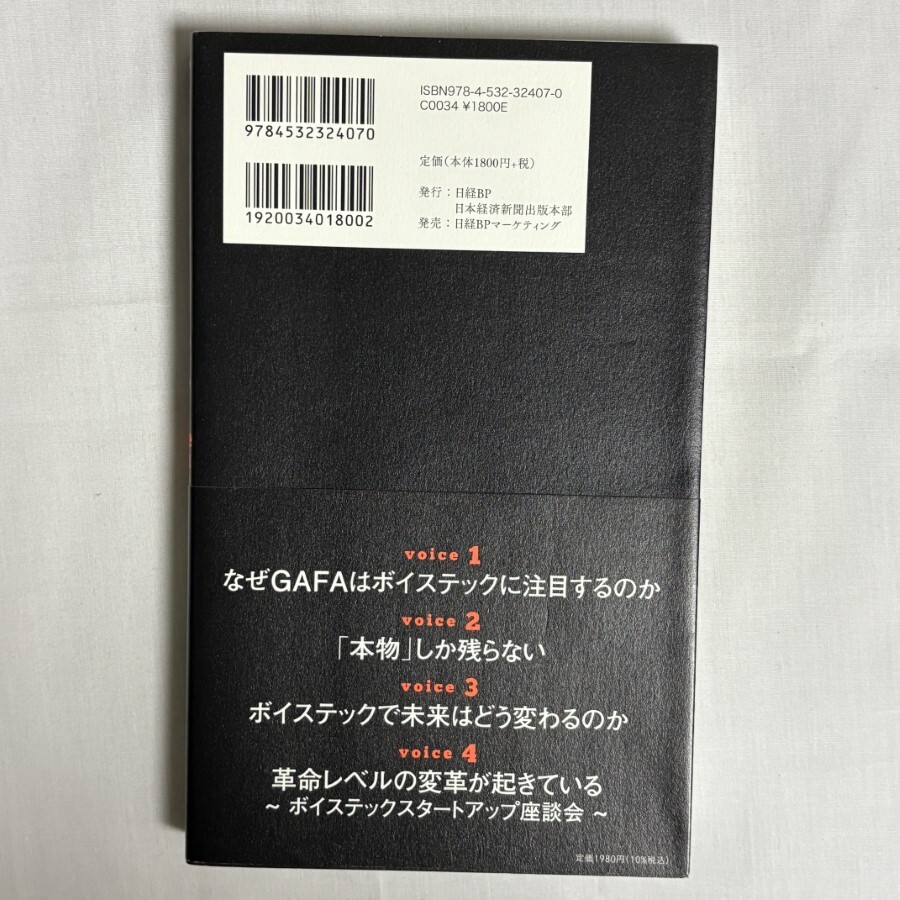 9784532324070
ISBN978-4-532-32407-0
C0034 ¥1800E
定価(本体1800円+税)
1920034018002
発行：日経BP
日本経済新聞出版本部
発売：日経BPマーケティング
voice 1
なぜGAFAはボイステックに注目するのか
voice 2
「本物」しか残らない
voice 3
ボイステックで未来はどう変わるのか
voice 4
革命レベルの変革が起きている
～ ボイステックスタートアップ座談会 ～
定価1980円(10%税込)